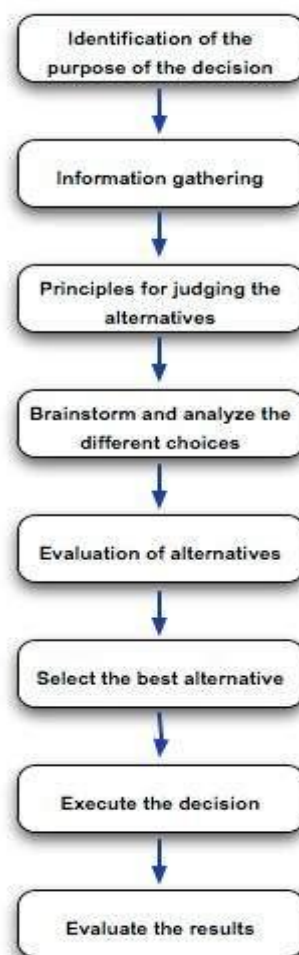 Identification of the
purpose of the decision
Information gathering
Principles for judging the
alternatives
Brainstorm and analyze the
different choices
Evaluation of alternatives
Select the best alternative
Execute the decision
Evaluate the results